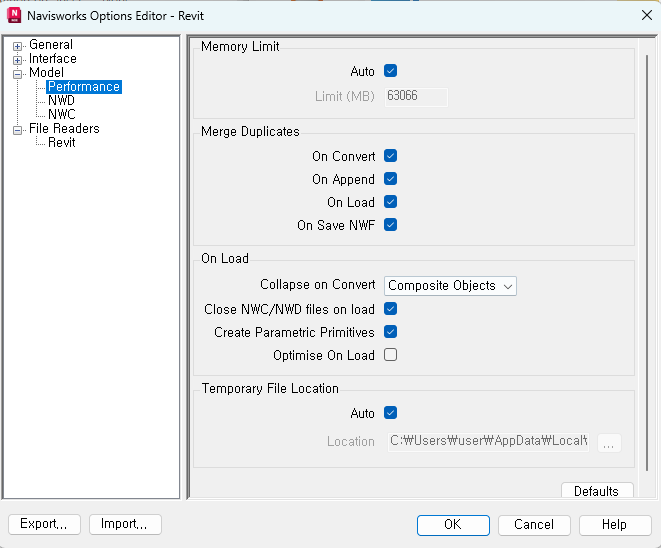 Navisworks Options Editor - Revit
General
Interface
Model
Performance
NWD
NWC
File Readers
Revit
Memory Limit
Auto
Limit (MB) 63066
Merge Duplicates
On Convert
On Append
On Load
On Save NWF
On Load
Collapse on Convert Composite Objects
Close NWC/NWD files on load
Create Parametric Primitives
Optimise On Load
Temporary File Location
Auto
Location C:₩Users₩user₩AppData₩Local₩ ...
Defaults
Export... Import... OK Cancel Help